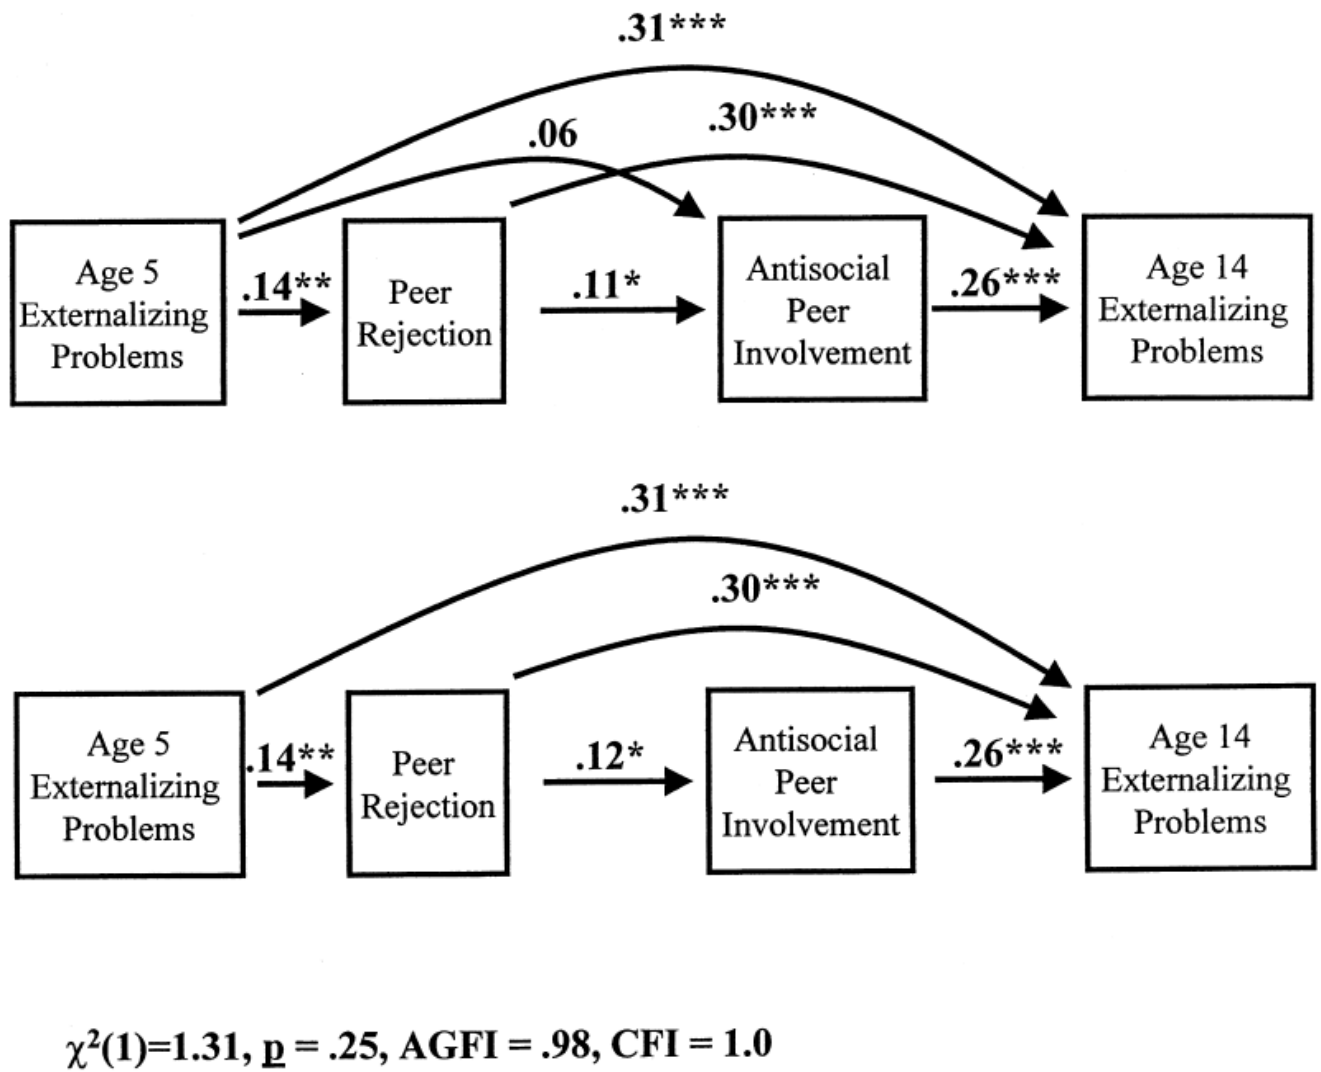 .31***
.30***
.06
Age 5
Externalizing
Problems
.14**
Peer
Rejection
.11*
Antisocial
Peer
Involvement
.26***
Age 14
Externalizing
Problems
.31***
.30***
Age 5
Externalizing
Problems
.14**
Peer
Rejection
.12*
Antisocial
Peer
Involvement
.26***
Age 14
Externalizing
Problems
χ²(1)=1.31, p = .25, AGFI = .98, CFI = 1.0